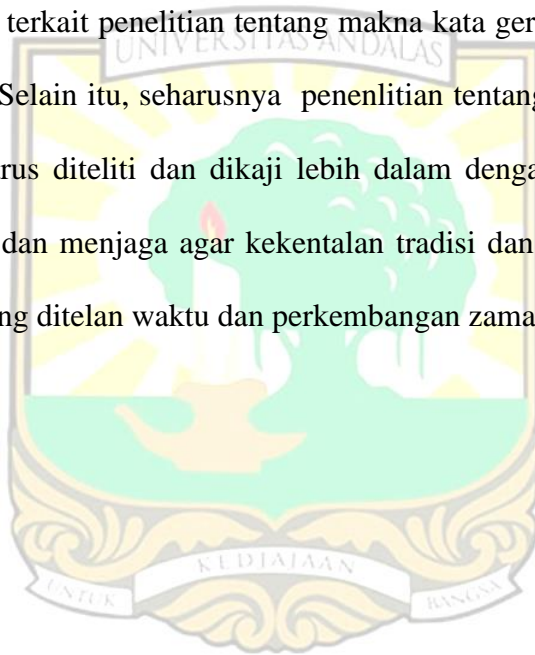 terkait penelitian tentang makna kata ger
UNIVERSITAS ANDALAS
Selain itu, seharusnya penenlitian tentang
rus diteliti dan dikaji lebih dalam denga
dan menjaga agar kekentalan tradisi dan
ng ditelan waktu dan perkembangan zama
KEDJAJAAN
UNTUK BANGSA